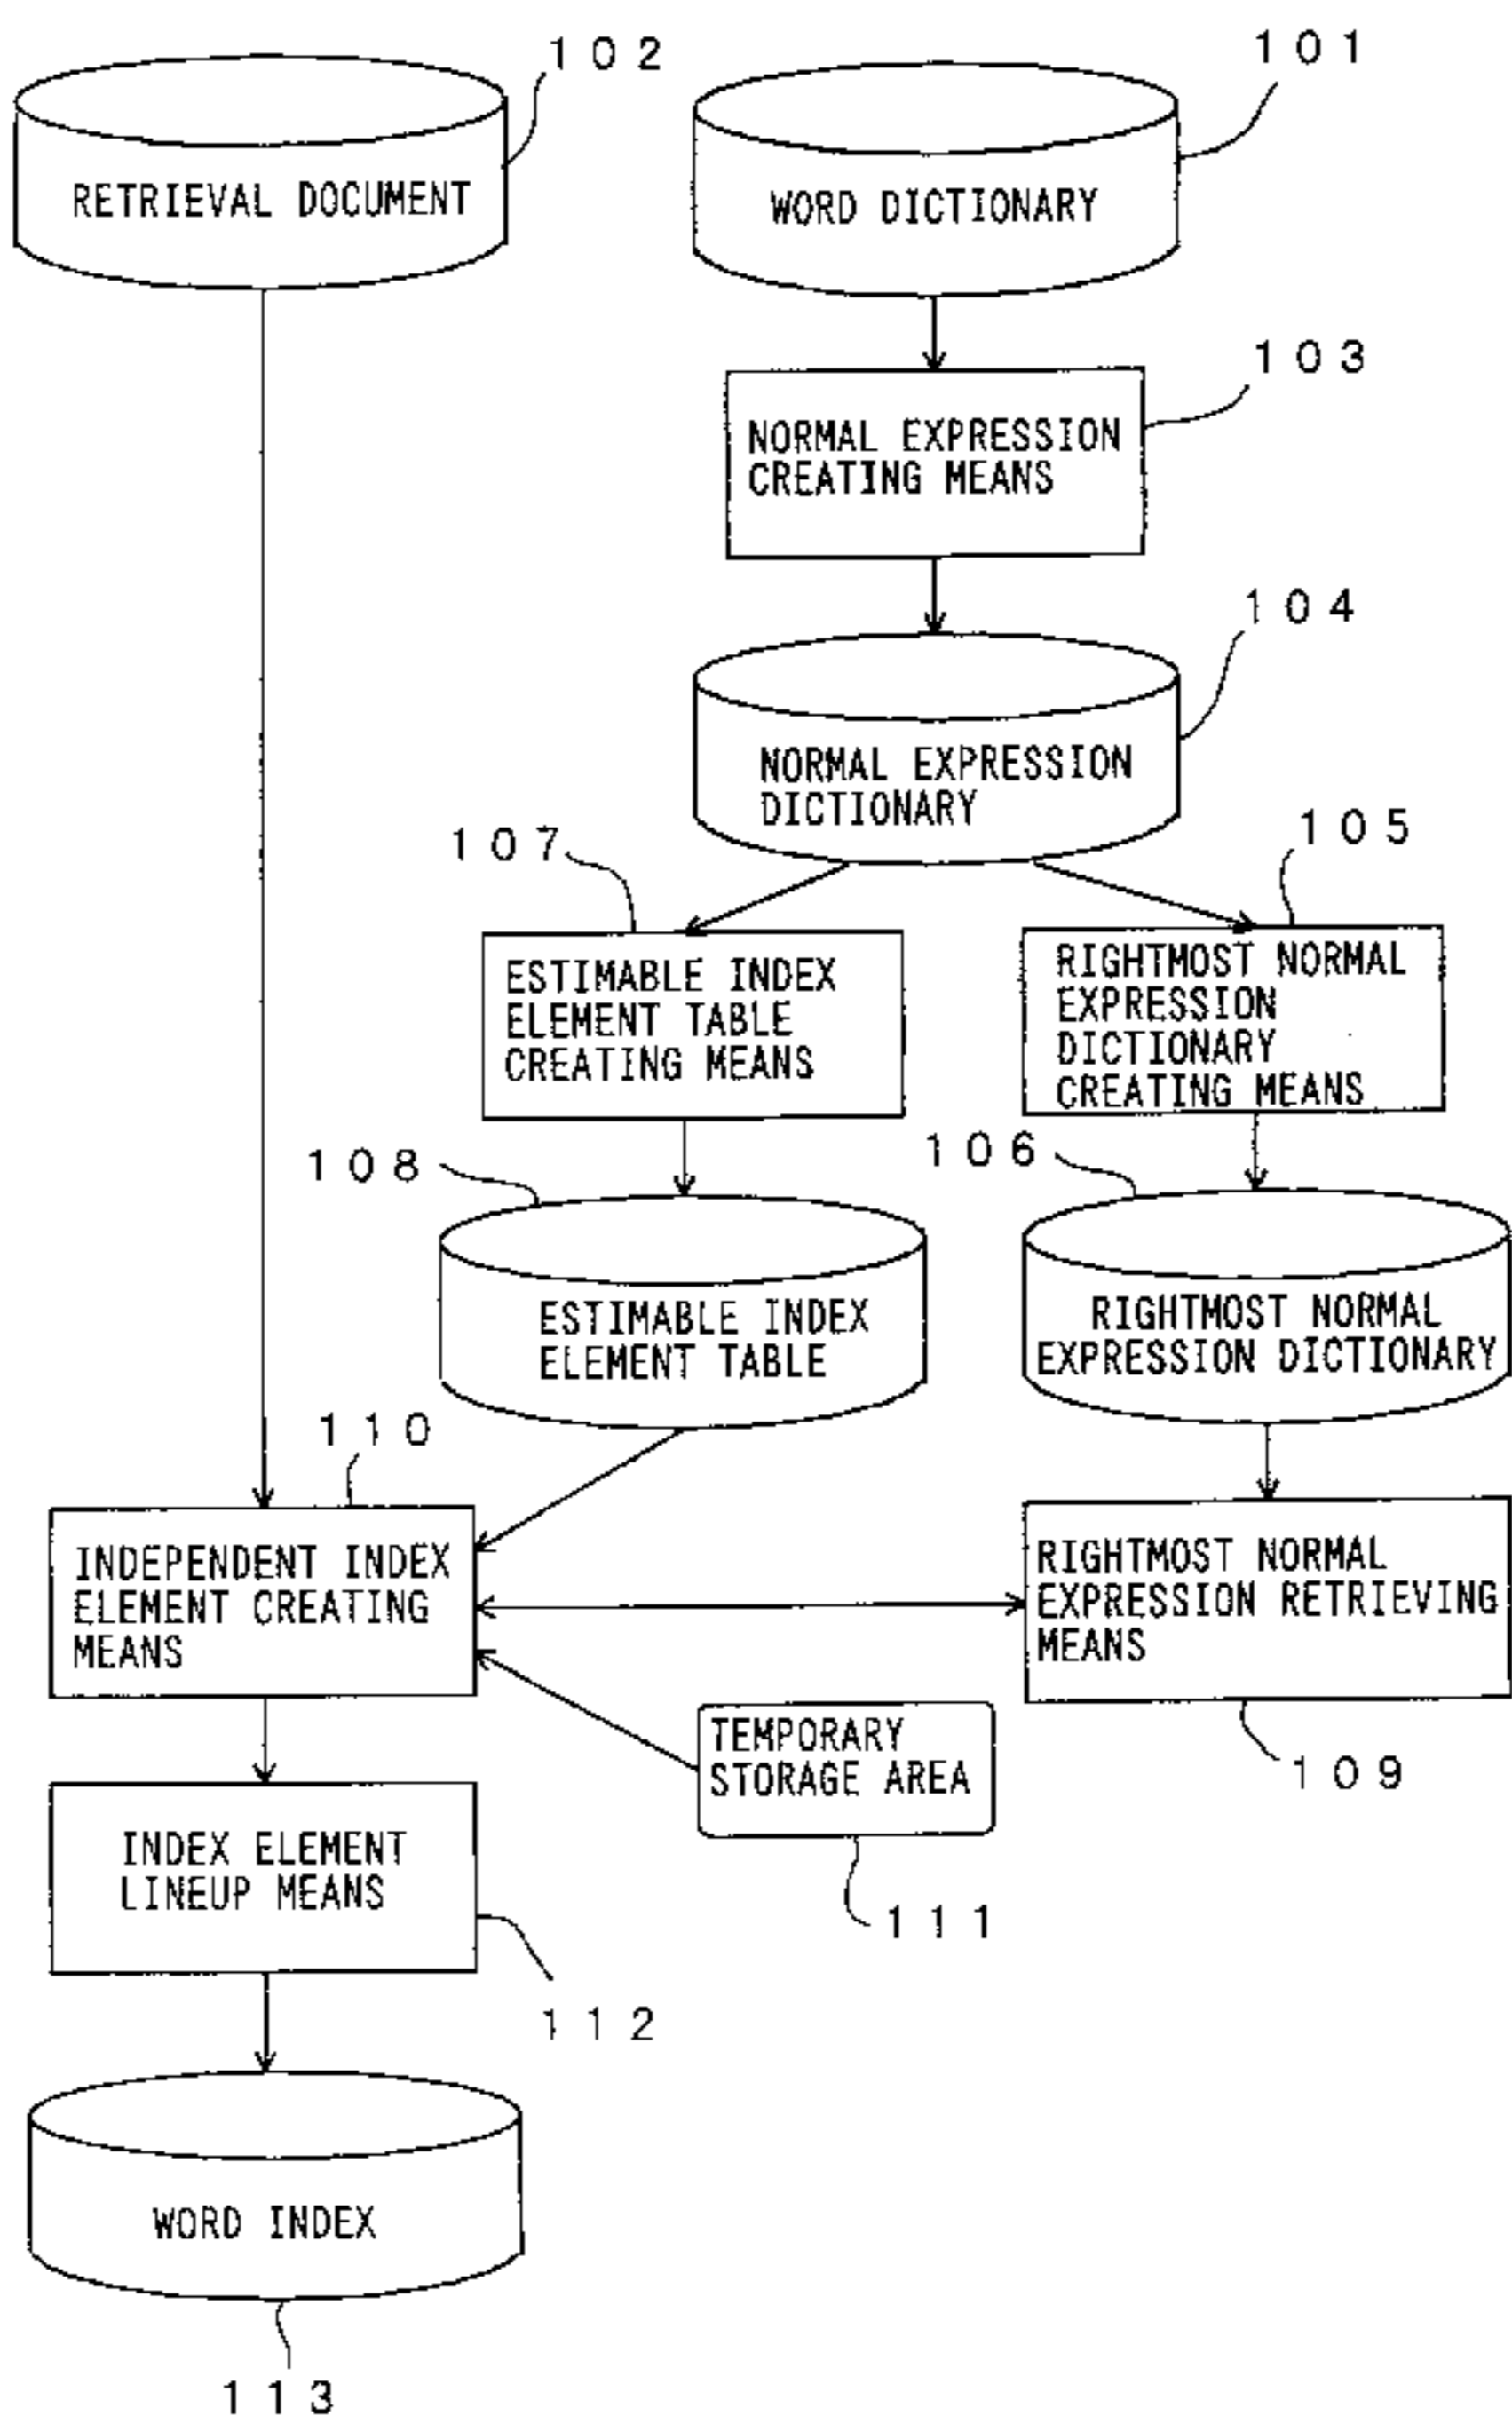 102
101
RETRIEVAL DOCUMENT
WORD DICTIONARY
103
NORMAL EXPRESSION
CREATING MEANS
104
NORMAL EXPRESSION
DICTIONARY
107
105
ESTIMABLE INDEX
ELEMENT TABLE
CREATING MEANS
RIGHTMOST NORMAL
EXPRESSION
DICTIONARY
CREATING MEANS
108
106
ESTIMABLE INDEX
ELEMENT TABLE
RIGHTMOST NORMAL
EXPRESSION DICTIONARY
110
INDEPENDENT INDEX
ELEMENT CREATING
MEANS
RIGHTMOST NORMAL
EXPRESSION RETRIEVING
MEANS
TEMPORARY
STORAGE AREA
109
INDEX ELEMENT
LINEUP MEANS
111
112
WORD INDEX
113